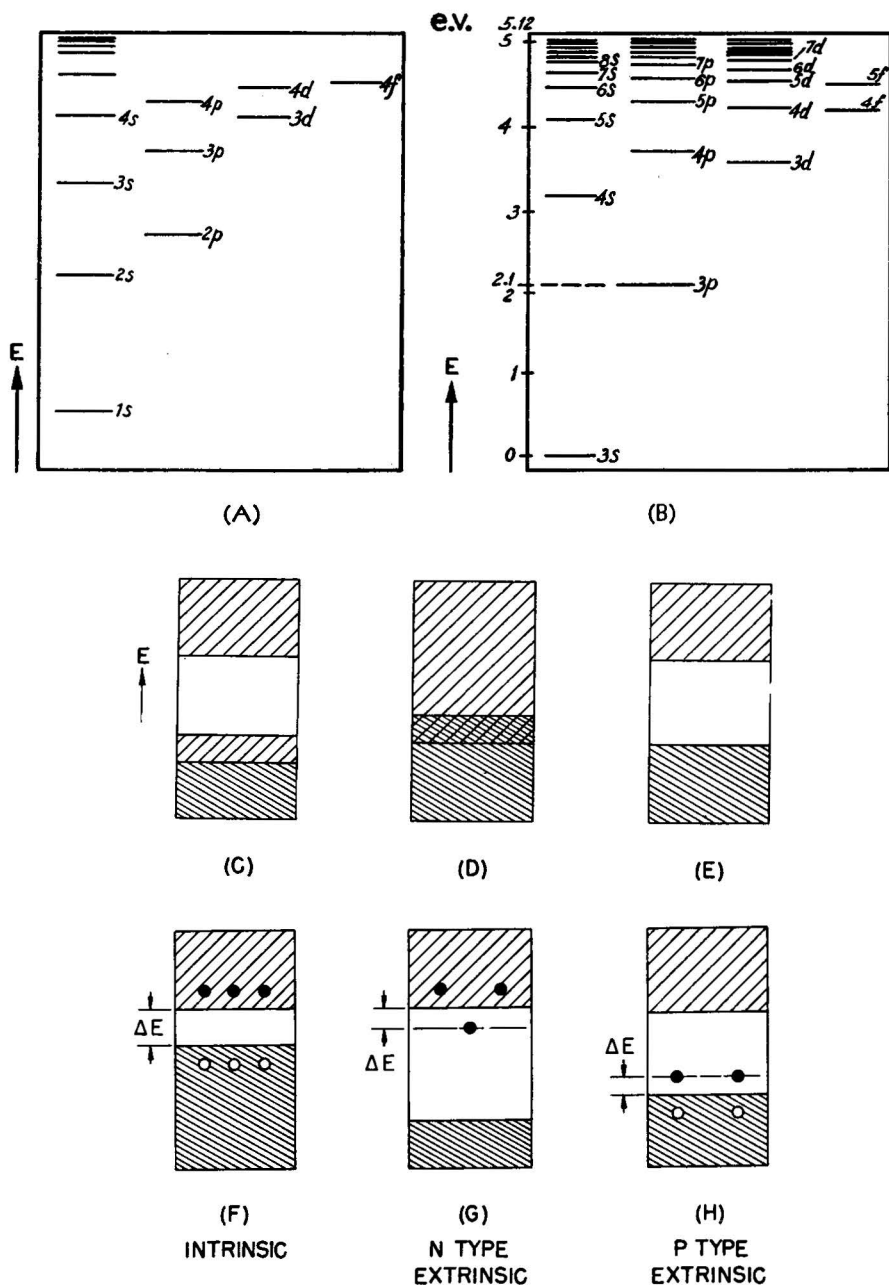 e.v.
E
4s
3s
2s
1s
4p
3p
2p
4d
3d
4f
(A)
E
5.12
5
4
3
2.1
2
1
0
8s
7s
6s
5s
4s
3s
7p
6p
5p
4p
3p
7d
6d
5d
4d
3d
5f
4f
(B)
E
(C)
(D)
(E)
ΔE
(F)
INTRINSIC
ΔE
(G)
N TYPE
EXTRINSIC
ΔE
(H)
P TYPE
EXTRINSIC